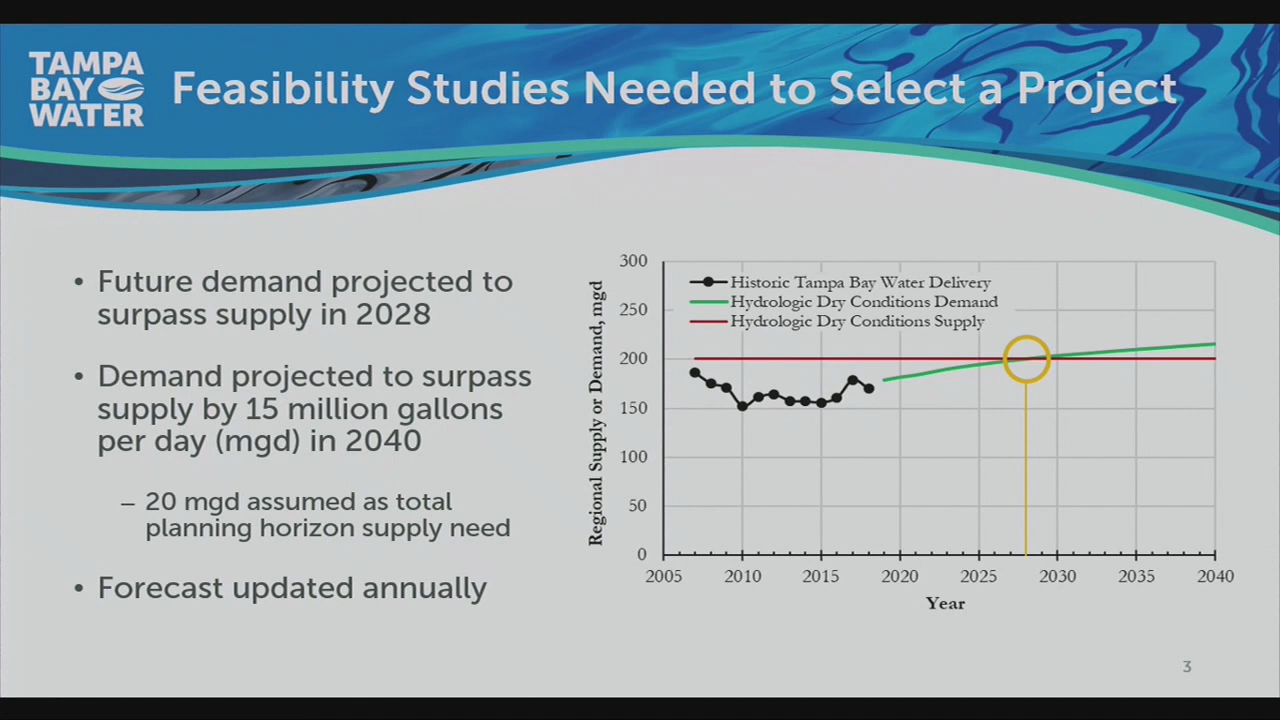 TAMPA
BAY
WATER
Feasibility Studies Needed to Select a Project
• Future demand projected to
surpass supply in 2028
• Demand projected to surpass
supply by 15 million gallons
per day (mgd) in 2040
– 20 mgd assumed as total
planning horizon supply need
• Forecast updated annually
Regional Supply or Demand, mgd
300
250
200
150
100
50
0
Historic Tampa Bay Water Delivery
Hydrologic Dry Conditions Demand
Hydrologic Dry Conditions Supply
2005 2010 2015 2020 2025 2030 2035 2040
Year
3